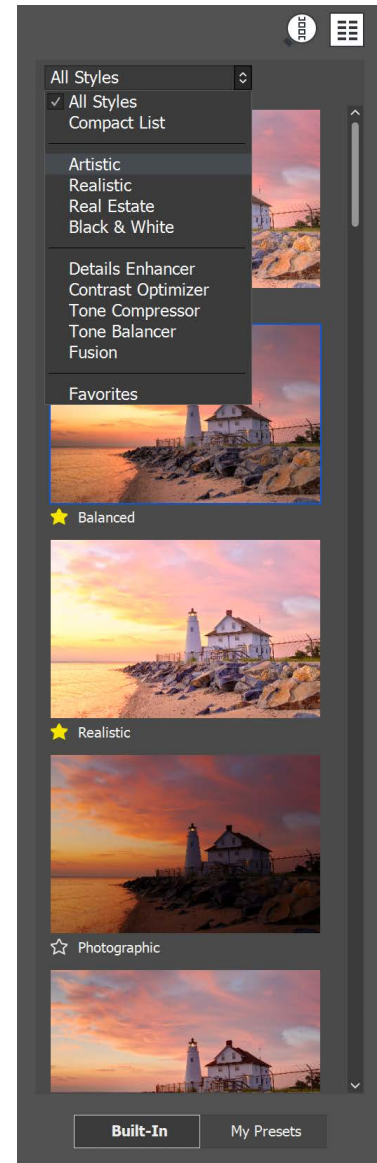 All Styles
All Styles
Compact List
Artistic
Realistic
Real Estate
Black & White
Details Enhancer
Contrast Optimizer
Tone Compressor
Tone Balancer
Fusion
Favorites
Balanced
Realistic
Photographic
Built-In My Presets